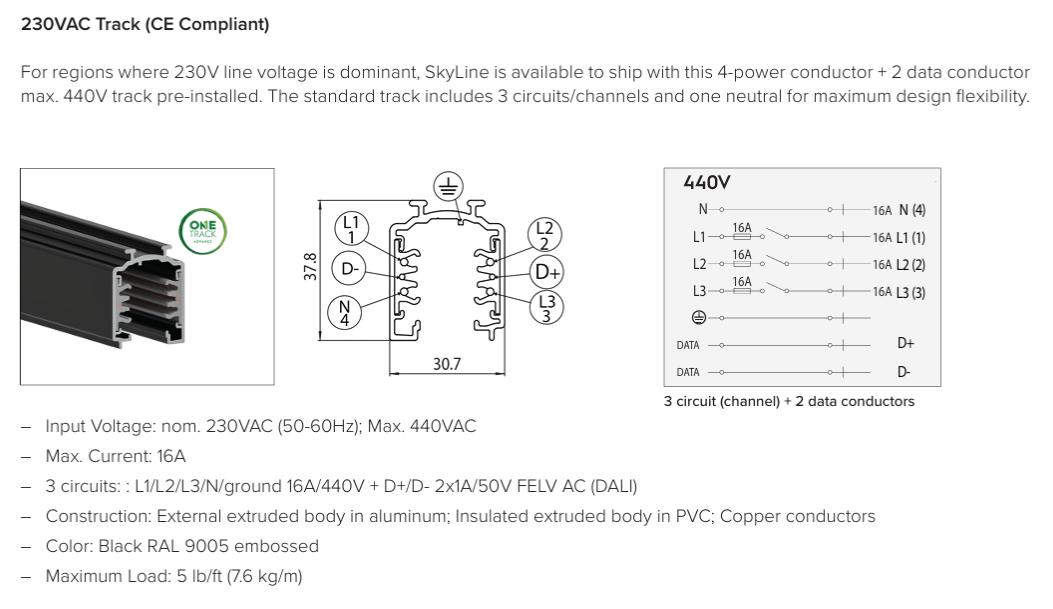 230VAC Track (CE Compliant)
For regions where 230V line voltage is dominant, SkyLine is available to ship with this 4-power conductor + 2 data conductor
max. 440V track pre-installed. The standard track includes 3 circuits/channels and one neutral for maximum design flexibility.
ONE
TRACK
ADVANCE
37.8
L1
1
D-
N
4
L2
2
D+
L3
3
30.7
440V
N 16A N (4)
L1 16A 16A L1 (1)
L2 16A 16A L2 (2)
L3 16A 16A L3 (3)
DATA D+
DATA D-
3 circuit (channel) + 2 data conductors
– Input Voltage: nom. 230VAC (50-60Hz); Max. 440VAC
– Max. Current: 16A
– 3 circuits: : L1/L2/L3/N/ground 16A/440V + D+/D- 2x1A/50V FELV AC (DALI)
– Construction: External extruded body in aluminum; Insulated extruded body in PVC; Copper conductors
– Color: Black RAL 9005 embossed
– Maximum Load: 5 lb/ft (7.6 kg/m)